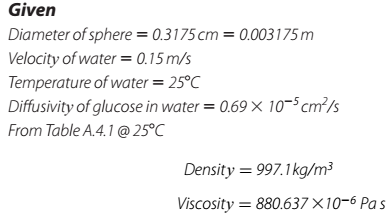 Given
Diameter of sphere = 0.3175 cm = 0.003175 m
Velocity of water = 0.15 m/s
Temperature of water = 25°C
Diffusivity of glucose in water = 0.69 × 10⁻⁵ cm²/s
From Table A.4.1 @ 25°C
Density = 997.1 kg/m³
Viscosity = 880.637 ×10⁻⁶ Pa s